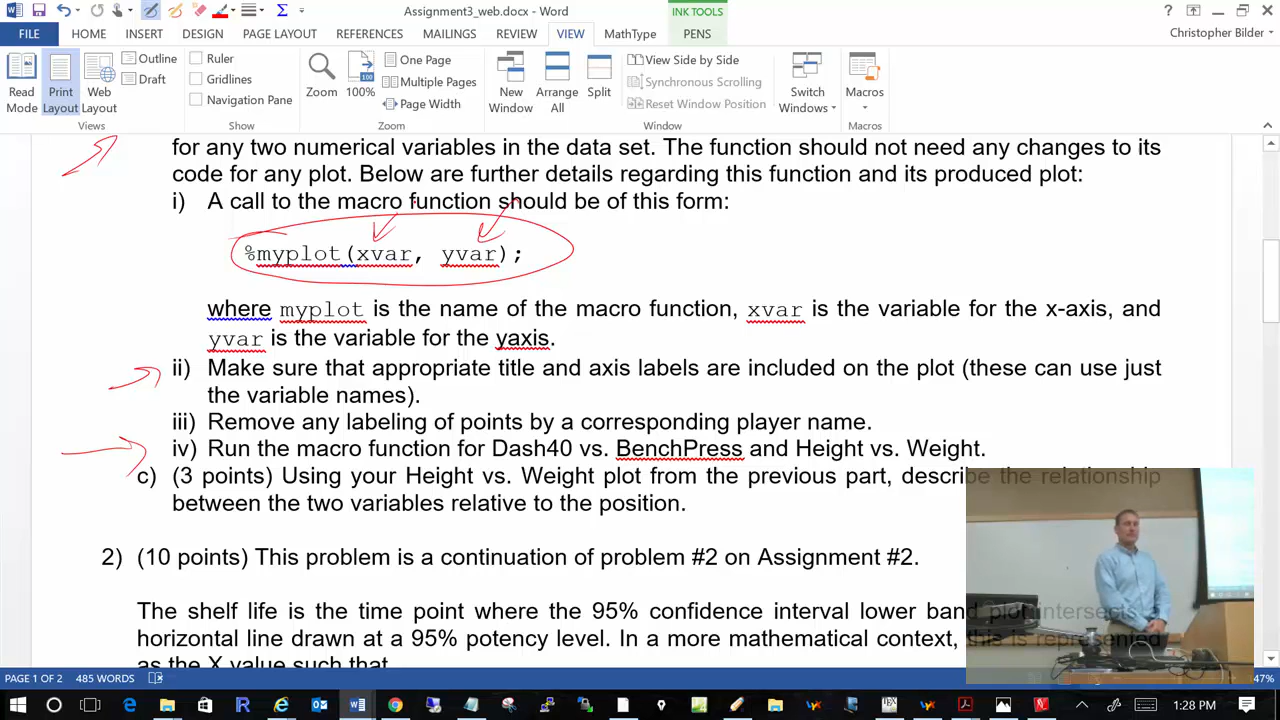 Assignment3_web.docx - Word
INK TOOLS
FILE HOME INSERT DESIGN PAGE LAYOUT REFERENCES MAILINGS REVIEW VIEW MathType PENS
Christopher Bilder
Read Mode
Print Layout
Web Layout
Outline
Draft
Views
Ruler
Gridlines
Navigation Pane
Show
Zoom
100%
One Page
Multiple Pages
Page Width
Zoom
New Window
Arrange All
Split
View Side by Side
Synchronous Scrolling
Reset Window Position
Window
Switch Windows
Macros
Macros
for any two numerical variables in the data set. The function should not need any changes to its
code for any plot. Below are further details regarding this function and its produced plot:
i) A call to the macro function should be of this form:
%myplot(xvar, yvar);
where myplot is the name of the macro function, xvar is the variable for the x-axis, and
yvar is the variable for the yaxis.
ii) Make sure that appropriate title and axis labels are included on the plot (these can use just
the variable names).
iii) Remove any labeling of points by a corresponding player name.
iv) Run the macro function for Dash40 vs. BenchPress and Height vs. Weight.
c) (3 points) Using your Height vs. Weight plot from the previous part, describe the relationship
between the two variables relative to the position.
2) (10 points) This problem is a continuation of problem #2 on Assignment #2.
The shelf life is the time point where the 95% confidence interval lower band plot intersects a
horizontal line drawn at a 95% potency level. In a more mathematical context, this is represented
as the X value such that
PAGE 1 OF 2 485 WORDS
47%
1:28 PM